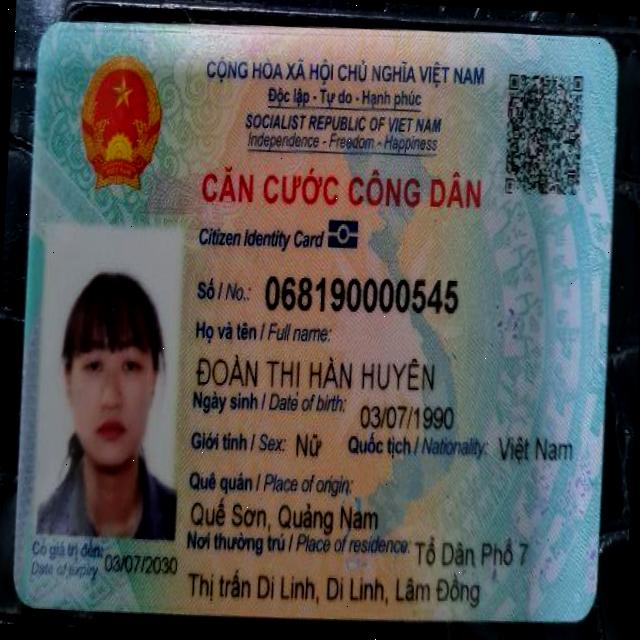 CỘNG HÒA XÃ HỘI CHỦ NGHĨA VIỆT NAM
Độc lập - Tự do - Hạnh phúc
SOCIALIST REPUBLIC OF VIET NAM
Independence - Freedom - Happiness
CĂN CƯỚC CÔNG DÂN
Citizen Identity Card
Số / No.: 068190000545
Họ và tên / Full name:
ĐOÀN THI HÀN HUYÊN
Ngày sinh / Date of birth: 03/07/1990
Giới tính / Sex: Nữ Quốc tịch / Nationality: Việt Nam
Quê quán / Place of origin:
Quế Sơn, Quảng Nam
Nơi thường trú / Place of residence: Tổ Dân Phố 7
Thị trấn Di Linh, Di Linh, Lâm Đồng
Có giá trị đến: 03/07/2030
Date of expiry